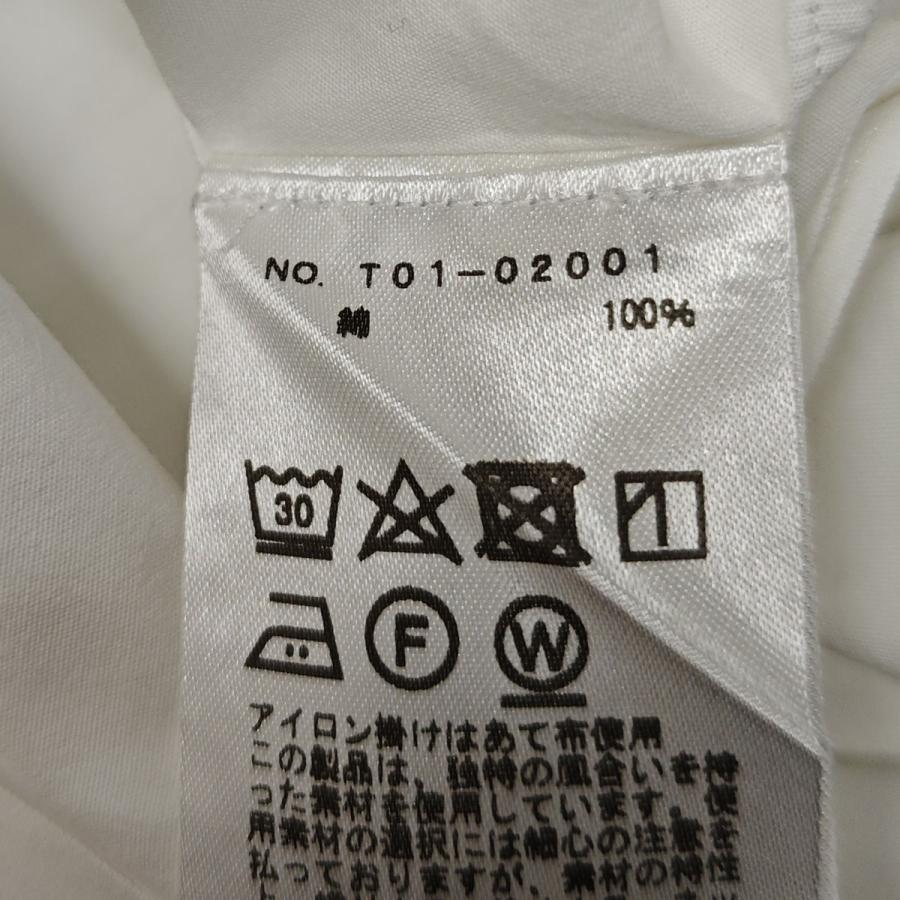 NO. T01-02001
綿 100%
30
F W
アイロン掛けはあて布使用
この製品は、独特の風合いを持
った素材を使用しています。使
用素材の選択には細心の注意を
払っておりますが、素材の特性